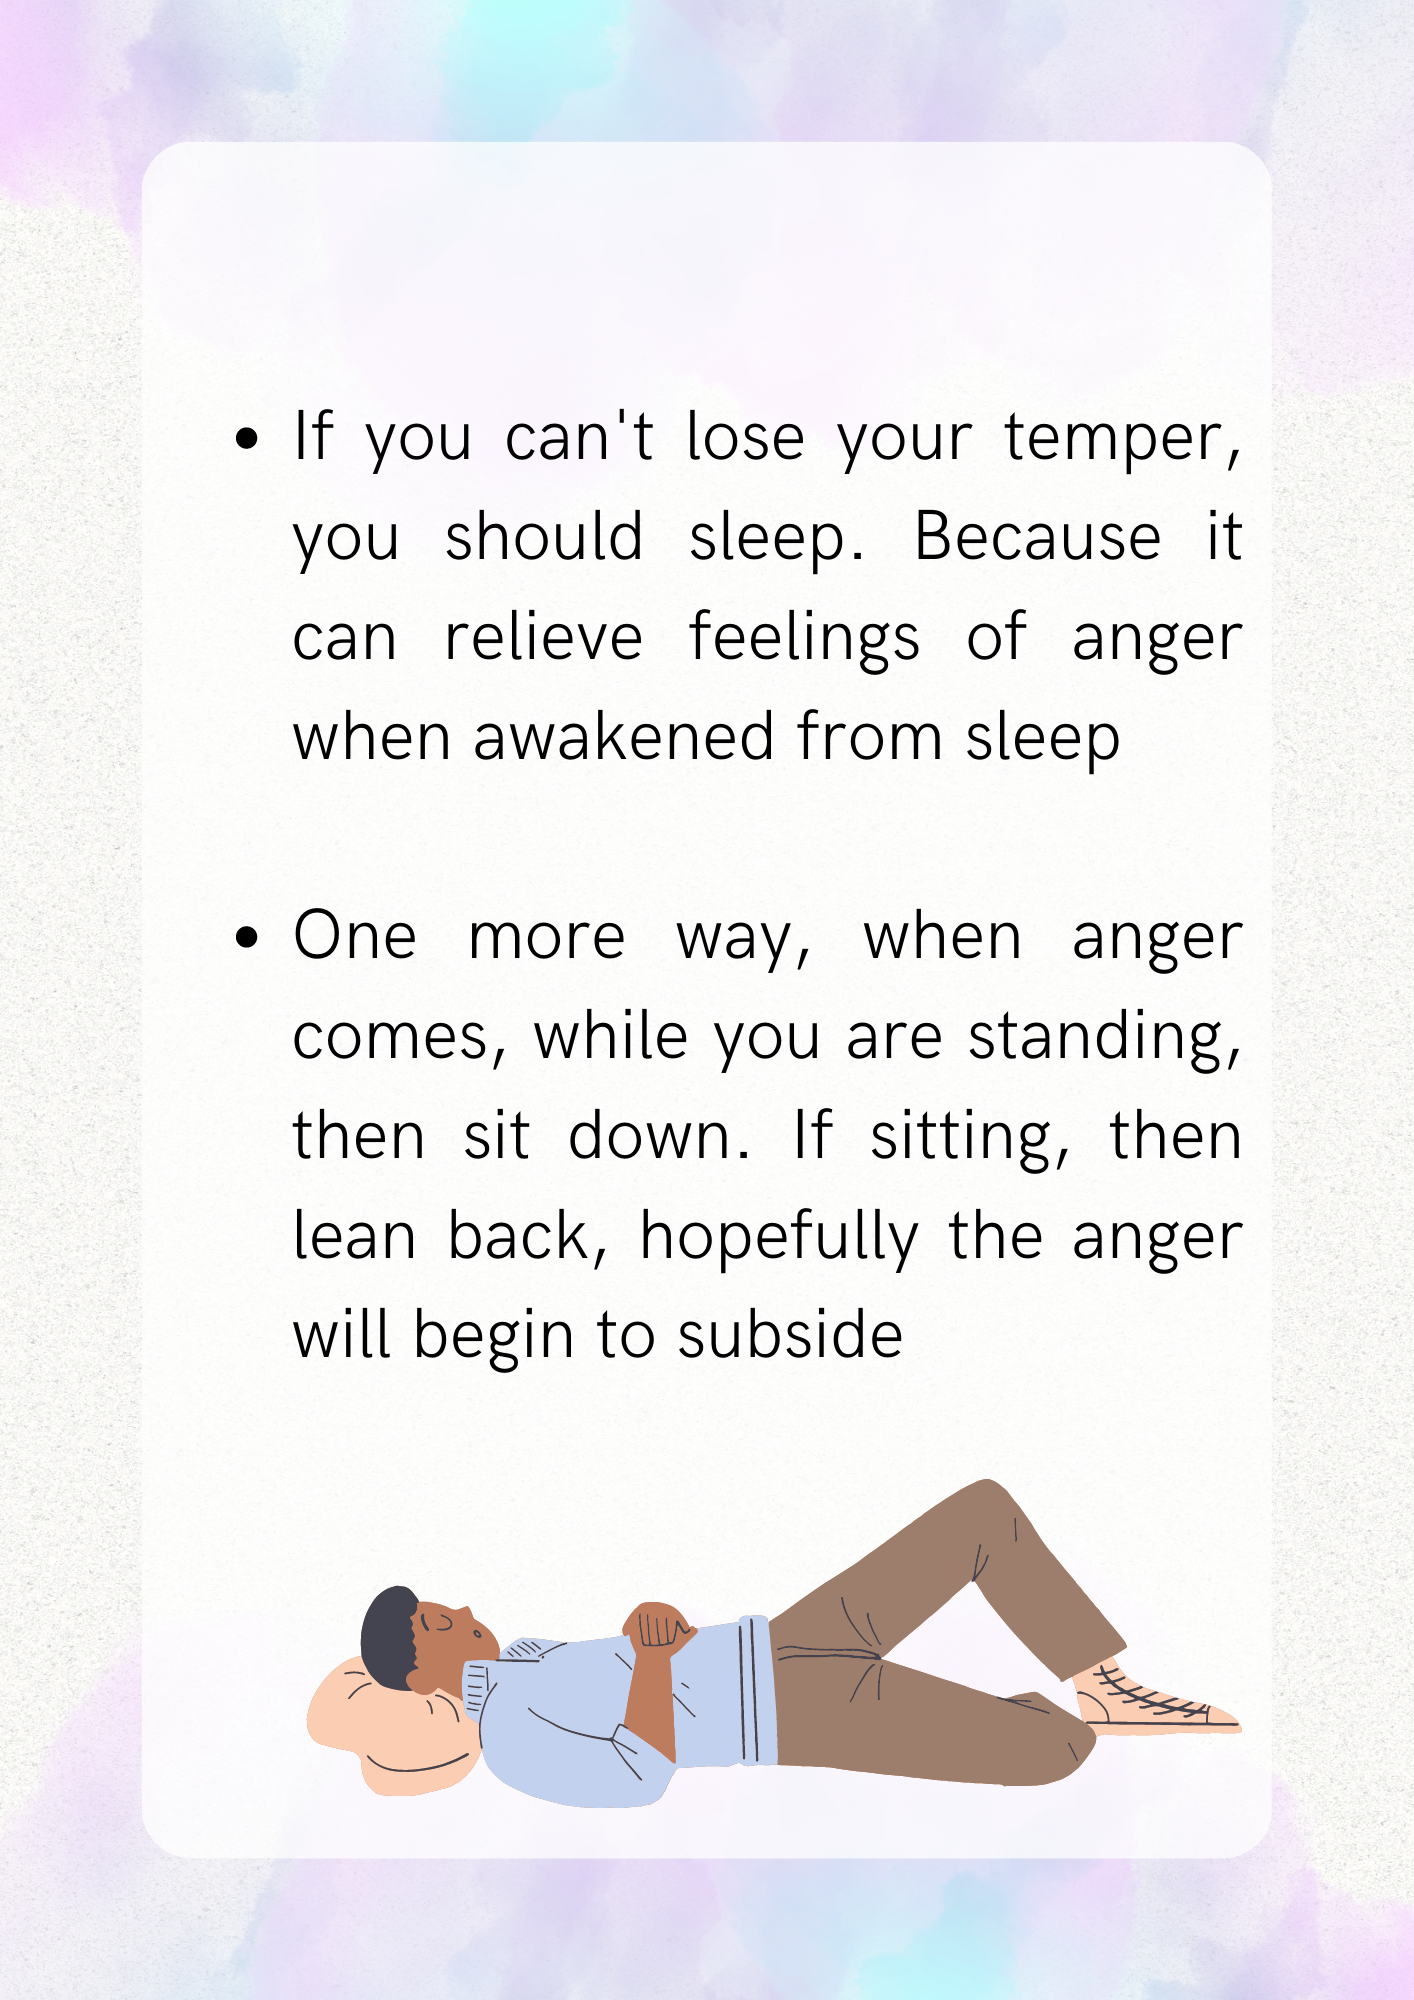 • If you can't lose your temper,
you should sleep. Because it
can relieve feelings of anger
when awakened from sleep
• One more way, when anger
comes, while you are standing,
then sit down. If sitting, then
lean back, hopefully the anger
will begin to subside